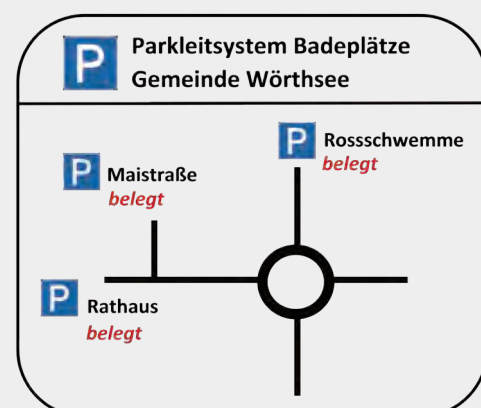 P Parkleitsystem Badeplätze
Gemeinde Wörthsee
P Rossschwemme
belegt
P Maistraße
belegt
P Rathaus
belegt